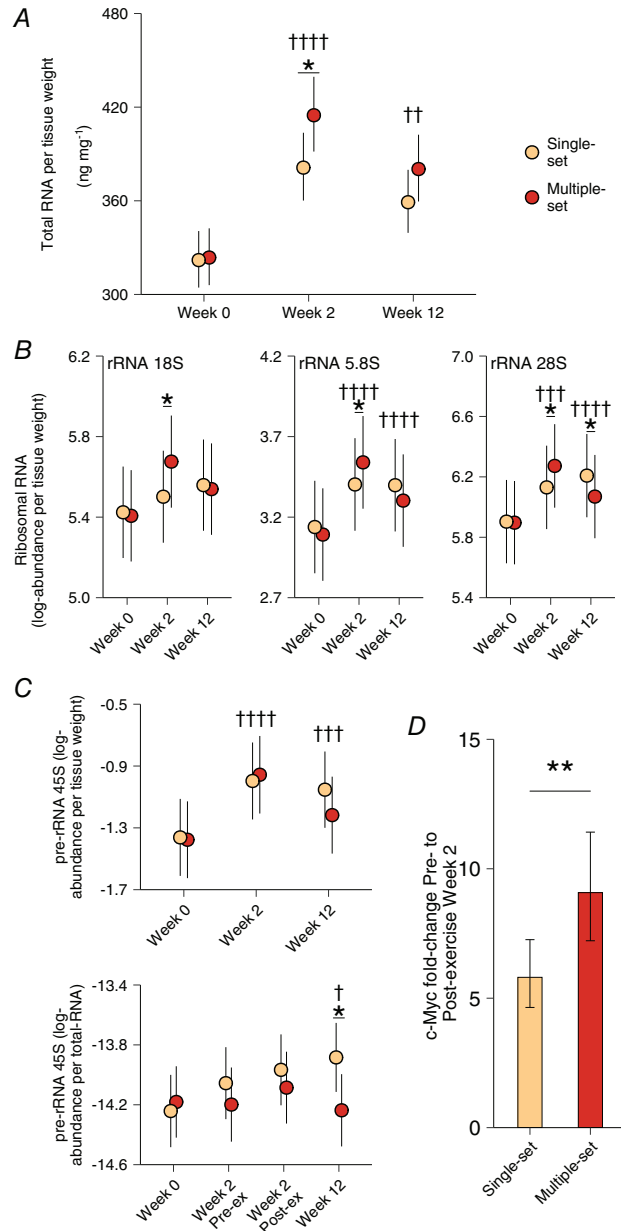 A
Total RNA per tissue weight
(ng mg⁻¹)
480
420
360
300
††††
*
††
Week 0
Week 2
Week 12
Single-
set
Multiple-
set
B
Ribosomal RNA
(log-abundance per tissue weight)
rRNA 18S
6.2
5.8
5.4
5.0
*
Week 0
Week 2
Week 12
rRNA 5.8S
4.2
3.7
3.2
2.7
††††
*
††††
Week 0
Week 2
Week 12
rRNA 28S
7.0
6.6
6.2
5.8
5.4
†††
*
††††
*
Week 0
Week 2
Week 12
C
pre-rRNA 45S (log-
abundance per tissue weight)
-0.5
-0.9
-1.3
-1.7
††††
†††
Week 0
Week 2
Week 12
pre-rRNA 45S (log-
abundance per total-RNA)
-13.4
-13.8
-14.2
-14.6
†
*
Week 0
Week 2
Pre-ex
Week 2
Post-ex
Week 12
D
c-Myc fold-change Pre- to
Post-exercise Week 2
15
10
5
0
**
Single-set
Multiple-set